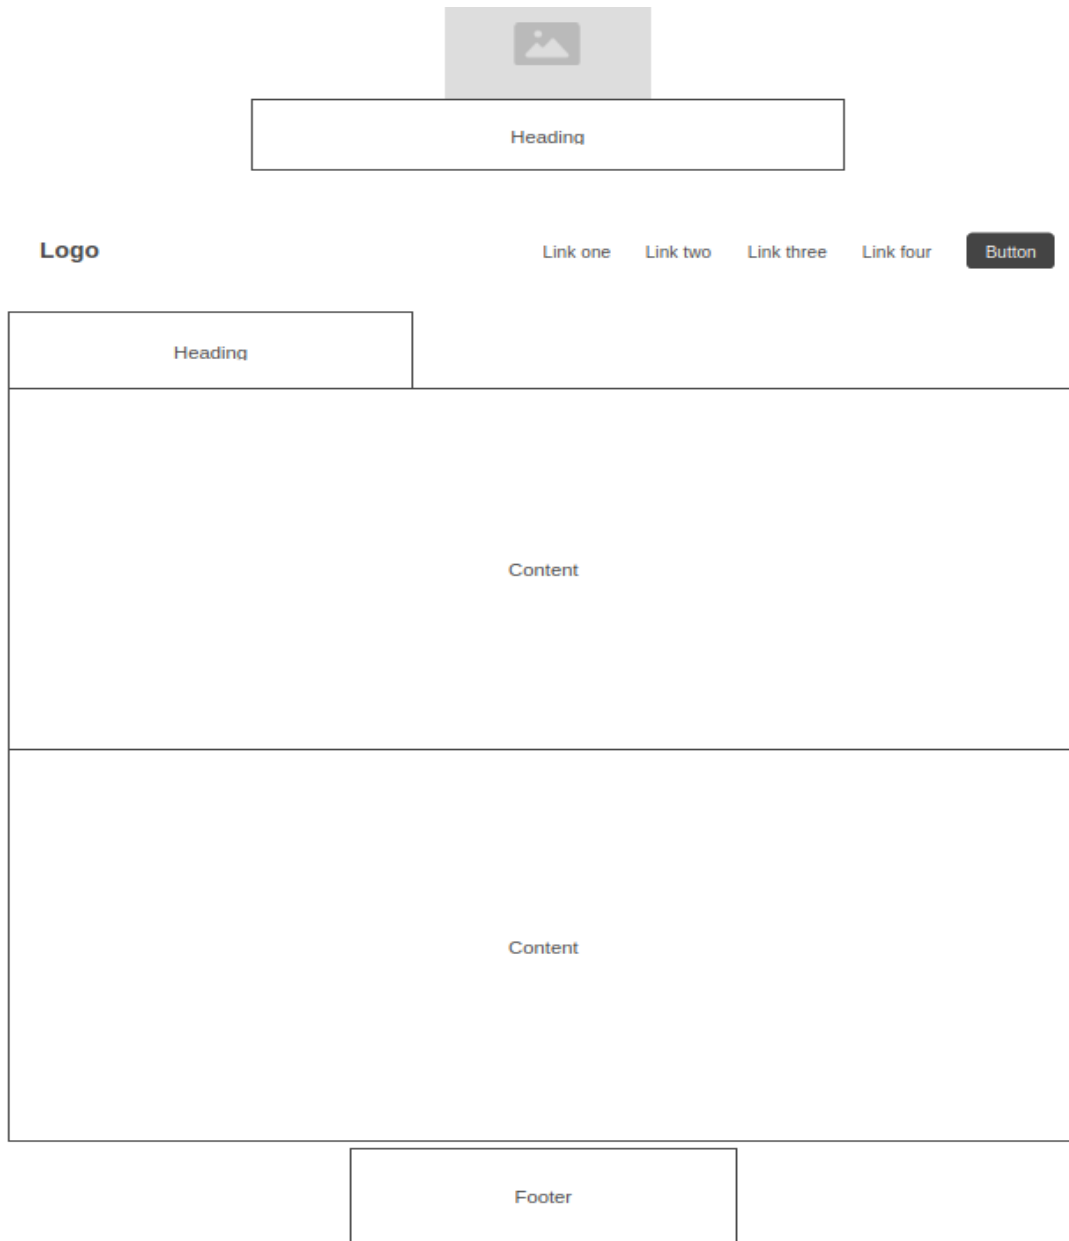 Heading
Logo
Link one Link two Link three Link four Button
Heading
Content
Content
Footer